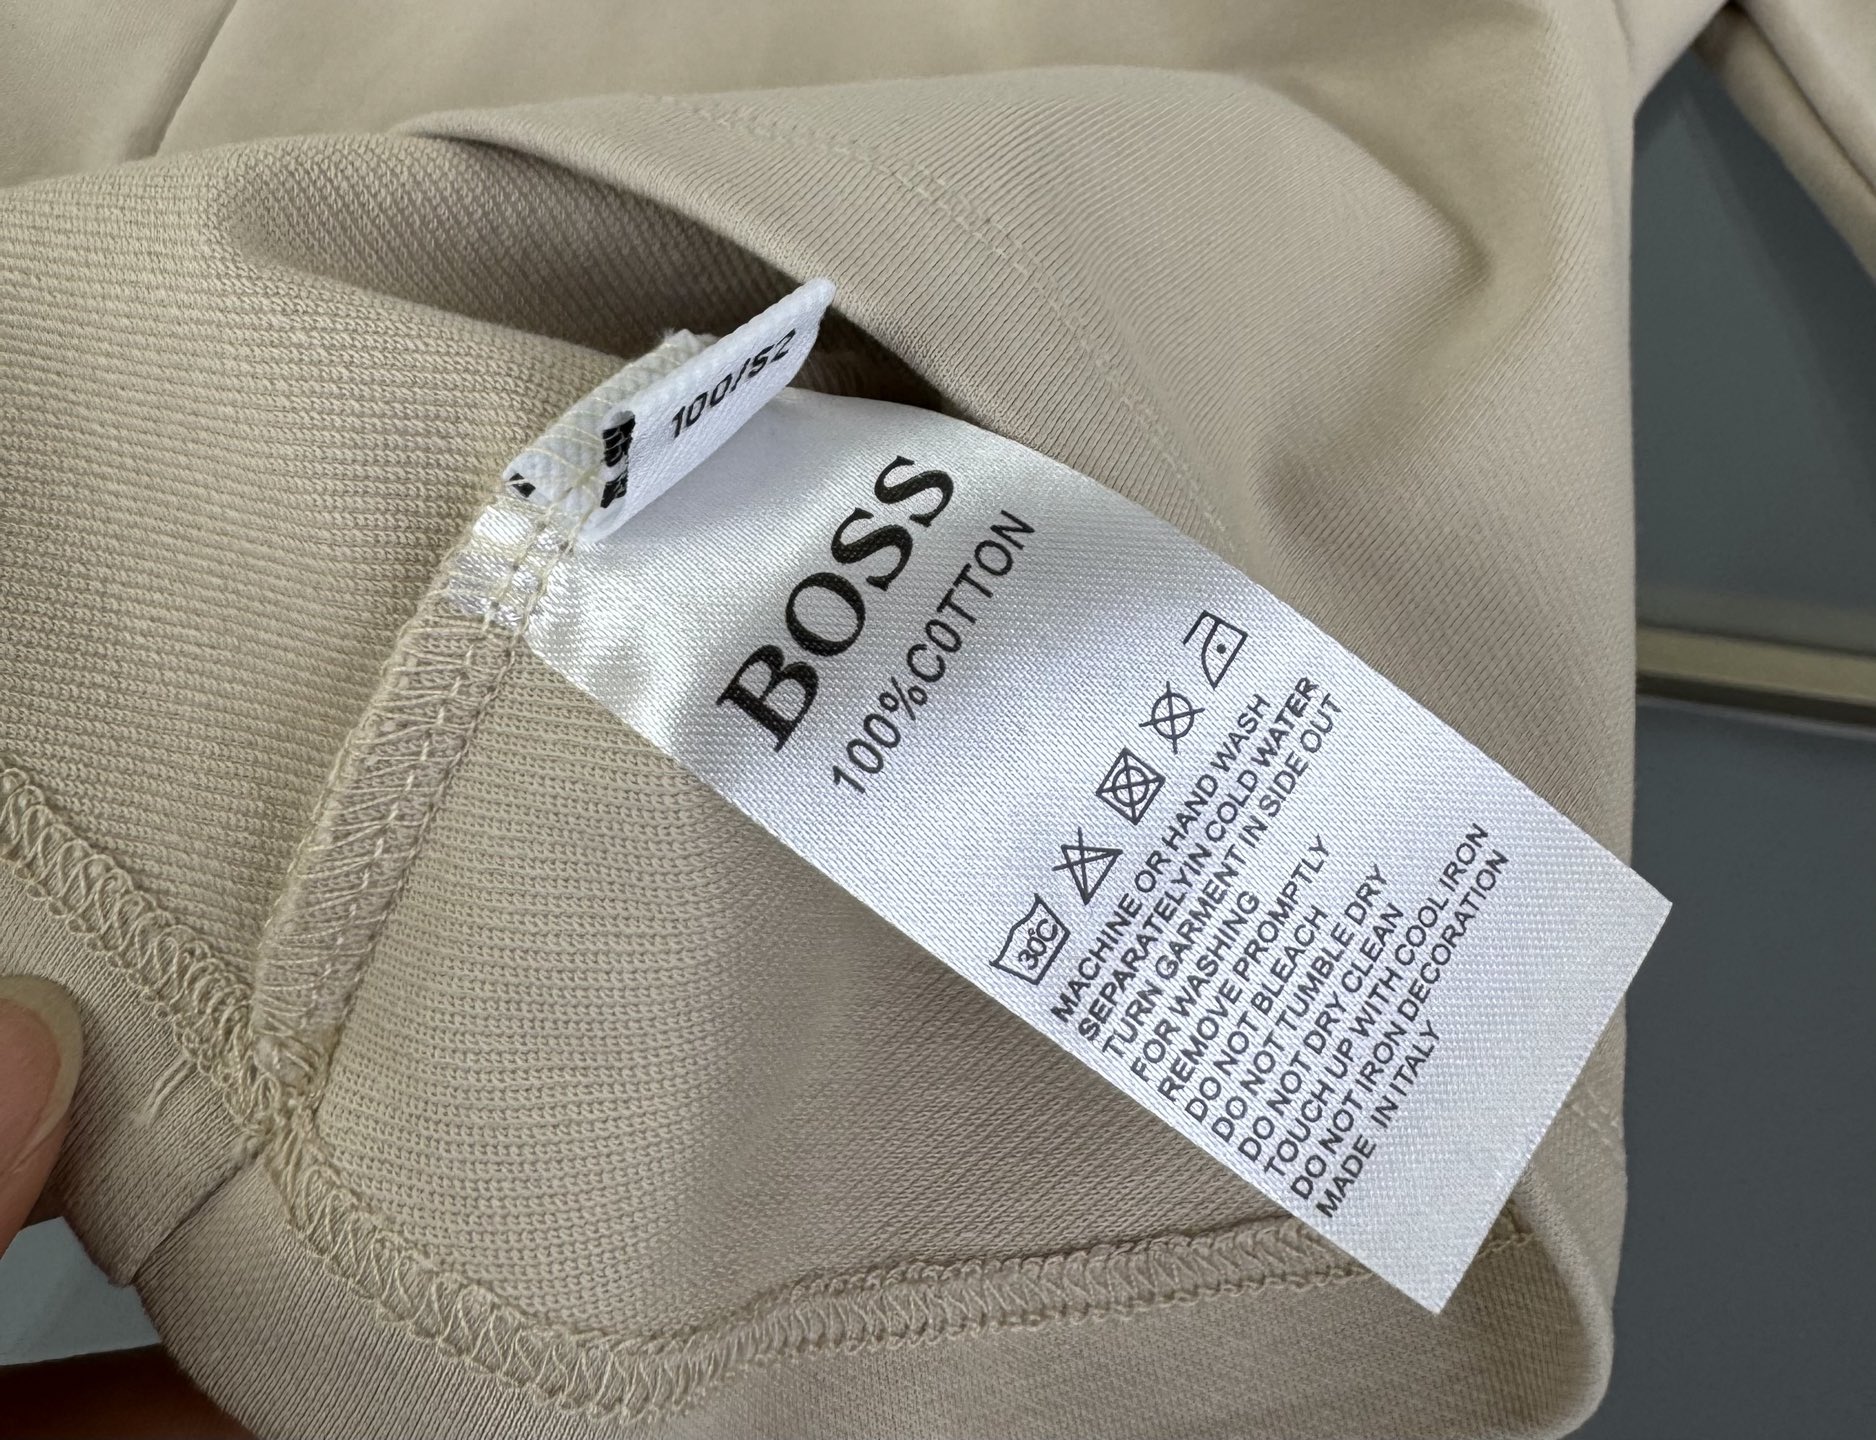 100/52
BOSS
100%COTTON
30℃
MACHINE OR HAND WASH
SEPARATELYIN COLD WATER
TURN GARMENT IN SIDE OUT
FOR WASHING
REMOVE PROMPTLY
DO NOT BLEACH
DO NOT TUMBLE DRY
DO NOT DRY CLEAN
TOUCH UP WITH COOL IRON
DO NOT IRON DECORATION
MADE IN ITALY